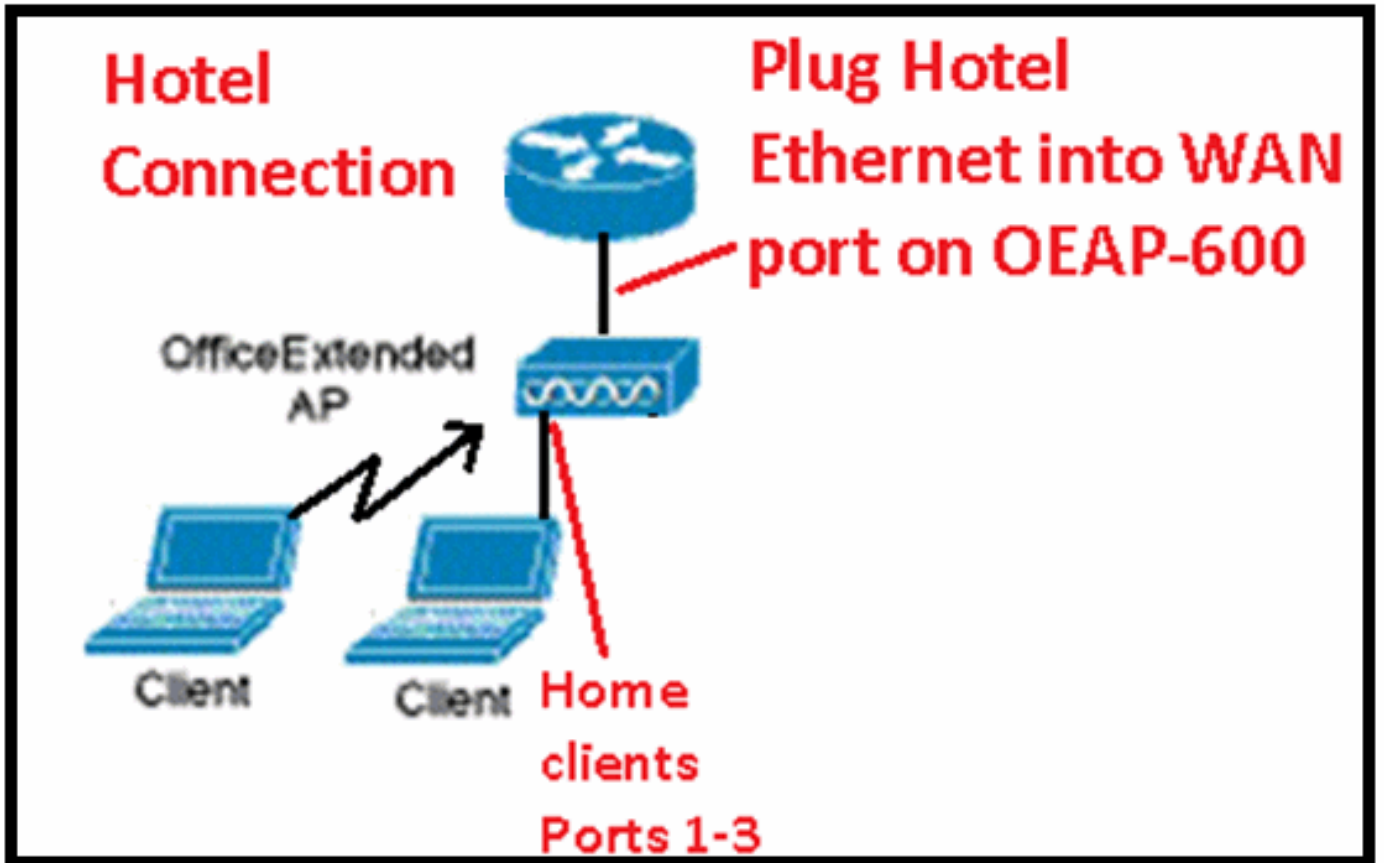 Hotel
Connection
Plug Hotel
Ethernet into WAN
port on OEAP-600
OfficeExtended
AP
Client
Client
Home
clients
Ports 1-3